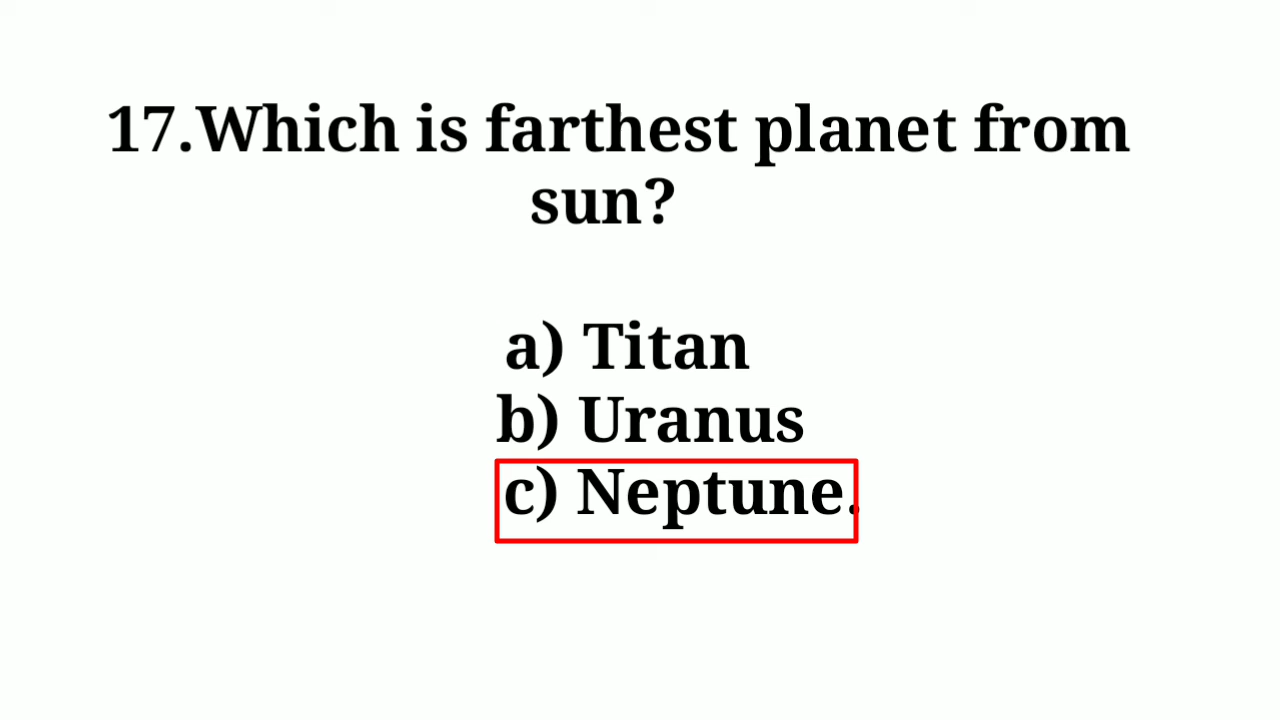 17.Which is farthest planet from
sun?
a) Titan
b) Uranus
c) Neptune.